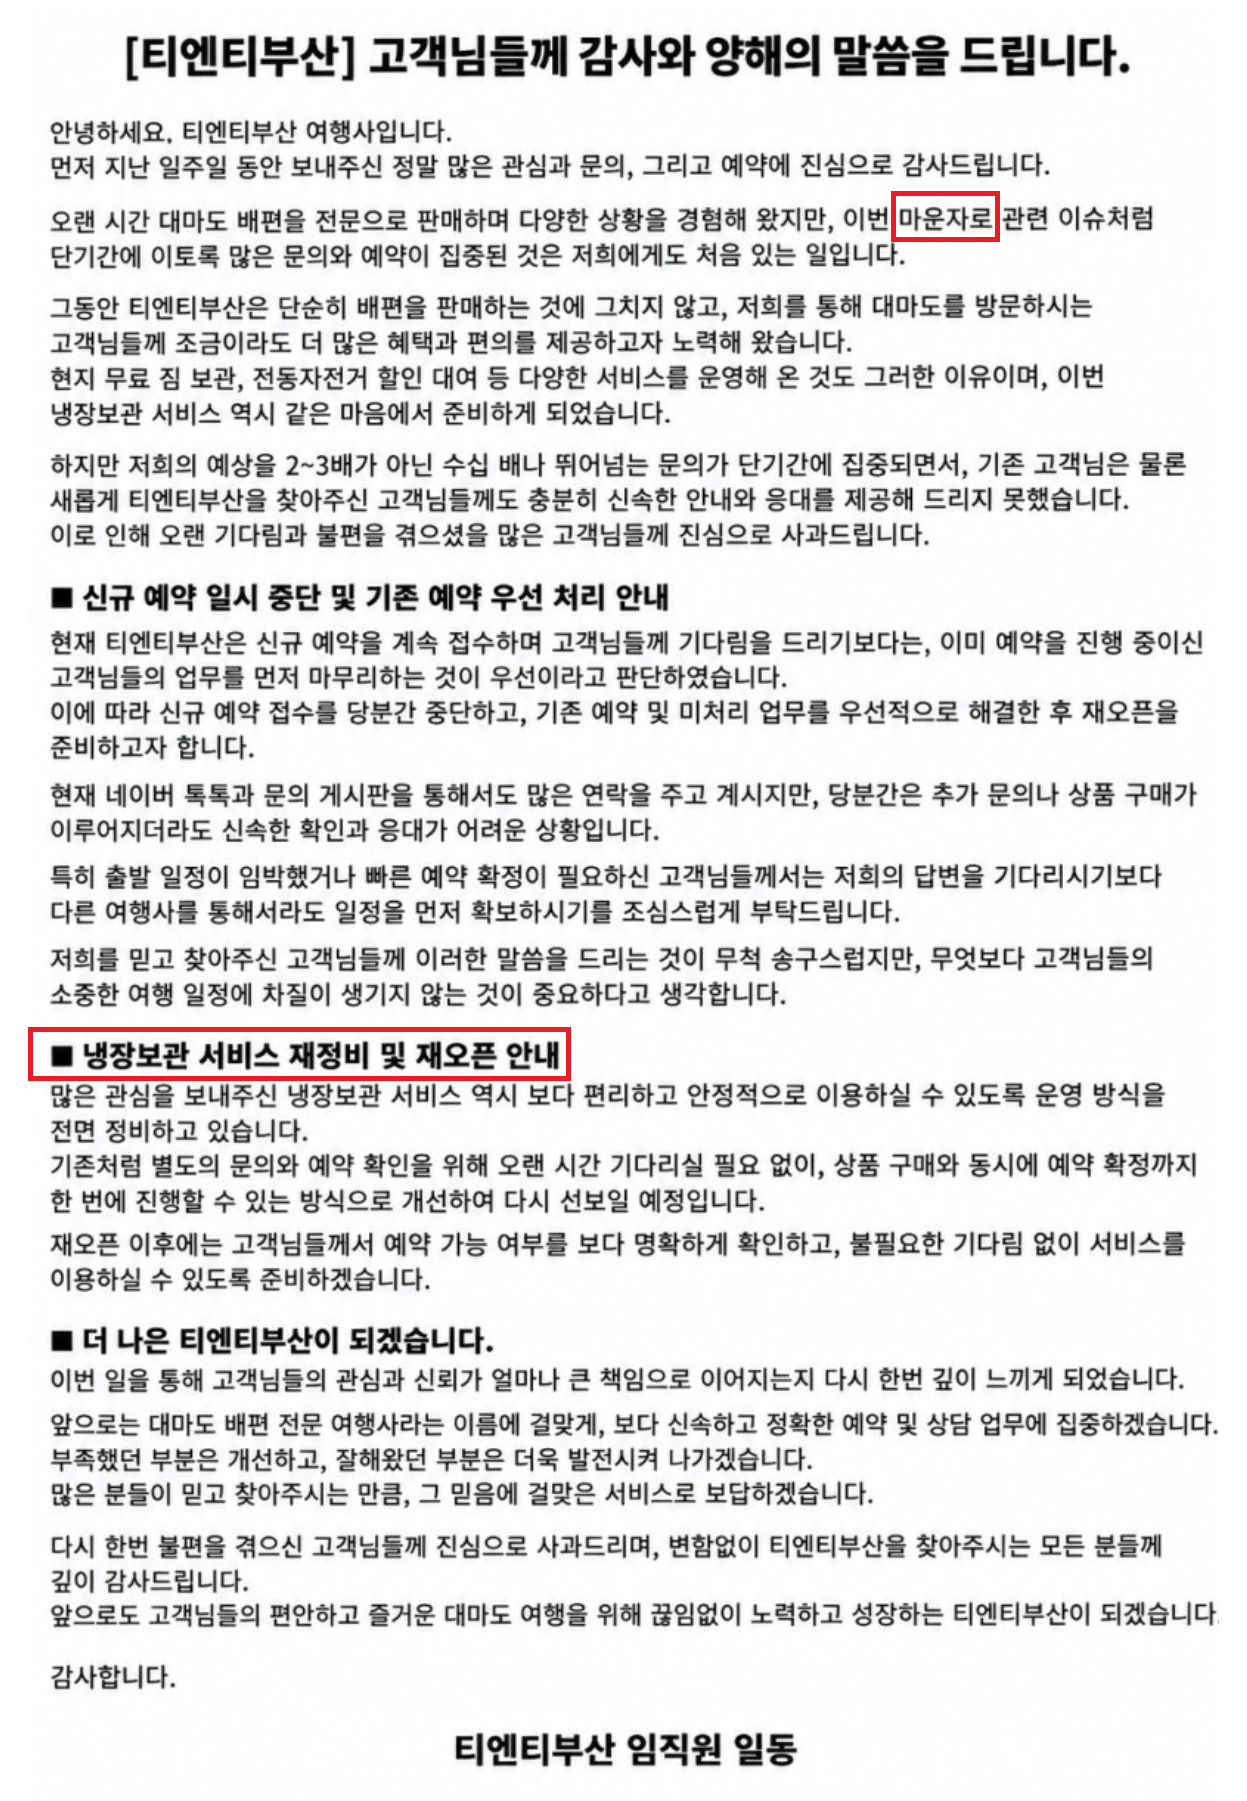 [티엔티부산] 고객님들께 감사와 양해의 말씀을 드립니다.
안녕하세요. 티엔티부산 여행사입니다.
먼저 지난 일주일 동안 보내주신 정말 많은 관심과 문의, 그리고 예약에 진심으로 감사드립니다.
오랜 시간 대마도 배편을 전문으로 판매하며 다양한 상황을 경험해 왔지만, 이번 마운자로 관련 이슈처럼
단기간에 이토록 많은 문의와 예약이 집중된 것은 저희에게도 처음 있는 일입니다.
그동안 티엔티부산은 단순히 배편을 판매하는 것에 그치지 않고, 저희를 통해 대마도를 방문하시는
고객님들께 조금이라도 더 많은 혜택과 편의를 제공하고자 노력해 왔습니다.
현지 무료 짐 보관, 전동자전거 할인 대여 등 다양한 서비스를 운영해 온 것도 그러한 이유이며, 이번
냉장보관 서비스 역시 같은 마음에서 준비하게 되었습니다.
하지만 저희의 예상을 2~3배가 아닌 수십 배나 뛰어넘는 문의가 단기간에 집중되면서, 기존 고객님은 물론
새롭게 티엔티부산을 찾아주신 고객님들께도 충분히 신속한 안내와 응대를 제공해 드리지 못했습니다.
이로 인해 오랜 기다림과 불편을 겪으셨을 많은 고객님들께 진심으로 사과드립니다.
■ 신규 예약 일시 중단 및 기존 예약 우선 처리 안내
현재 티엔티부산은 신규 예약을 계속 접수하며 고객님들께 기다림을 드리기보다는, 이미 예약을 진행 중이신
고객님들의 업무를 먼저 마무리하는 것이 우선이라고 판단하였습니다.
이에 따라 신규 예약 접수를 당분간 중단하고, 기존 예약 및 미처리 업무를 우선적으로 해결한 후 재오픈을
준비하고자 합니다.
현재 네이버 톡톡과 문의 게시판을 통해서도 많은 연락을 주고 계시지만, 당분간은 추가 문의나 상품 구매가
이루어지더라도 신속한 확인과 응대가 어려운 상황입니다.
특히 출발 일정이 임박했거나 빠른 예약 확정이 필요하신 고객님들께서는 저희의 답변을 기다리시기보다
다른 여행사를 통해서라도 일정을 먼저 확보하시기를 조심스럽게 부탁드립니다.
저희를 믿고 찾아주신 고객님들께 이러한 말씀을 드리는 것이 무척 송구스럽지만, 무엇보다 고객님들의
소중한 여행 일정에 차질이 생기지 않는 것이 중요하다고 생각합니다.
■ 냉장보관 서비스 재정비 및 재오픈 안내
많은 관심을 보내주신 냉장보관 서비스 역시 보다 편리하고 안정적으로 이용하실 수 있도록 운영 방식을
전면 정비하고 있습니다.
기존처럼 별도의 문의와 예약 확인을 위해 오랜 시간 기다리실 필요 없이, 상품 구매와 동시에 예약 확정까지
한 번에 진행할 수 있는 방식으로 개선하여 다시 선보일 예정입니다.
재오픈 이후에는 고객님들께서 예약 가능 여부를 보다 명확하게 확인하고, 불필요한 기다림 없이 서비스를
이용하실 수 있도록 준비하겠습니다.
■ 더 나은 티엔티부산이 되겠습니다.
이번 일을 통해 고객님들의 관심과 신뢰가 얼마나 큰 책임으로 이어지는지 다시 한번 깊이 느끼게 되었습니다.
앞으로는 대마도 배편 전문 여행사라는 이름에 걸맞게, 보다 신속하고 정확한 예약 및 상담 업무에 집중하겠습니다.
부족했던 부분은 개선하고, 잘해왔던 부분은 더욱 발전시켜 나가겠습니다.
많은 분들이 믿고 찾아주시는 만큼, 그 믿음에 걸맞은 서비스로 보답하겠습니다.
다시 한번 불편을 겪으신 고객님들께 진심으로 사과드리며, 변함없이 티엔티부산을 찾아주시는 모든 분들께
깊이 감사드립니다.
앞으로도 고객님들의 편안하고 즐거운 대마도 여행을 위해 끊임없이 노력하고 성장하는 티엔티부산이 되겠습니다.
감사합니다.
티엔티부산 임직원 일동